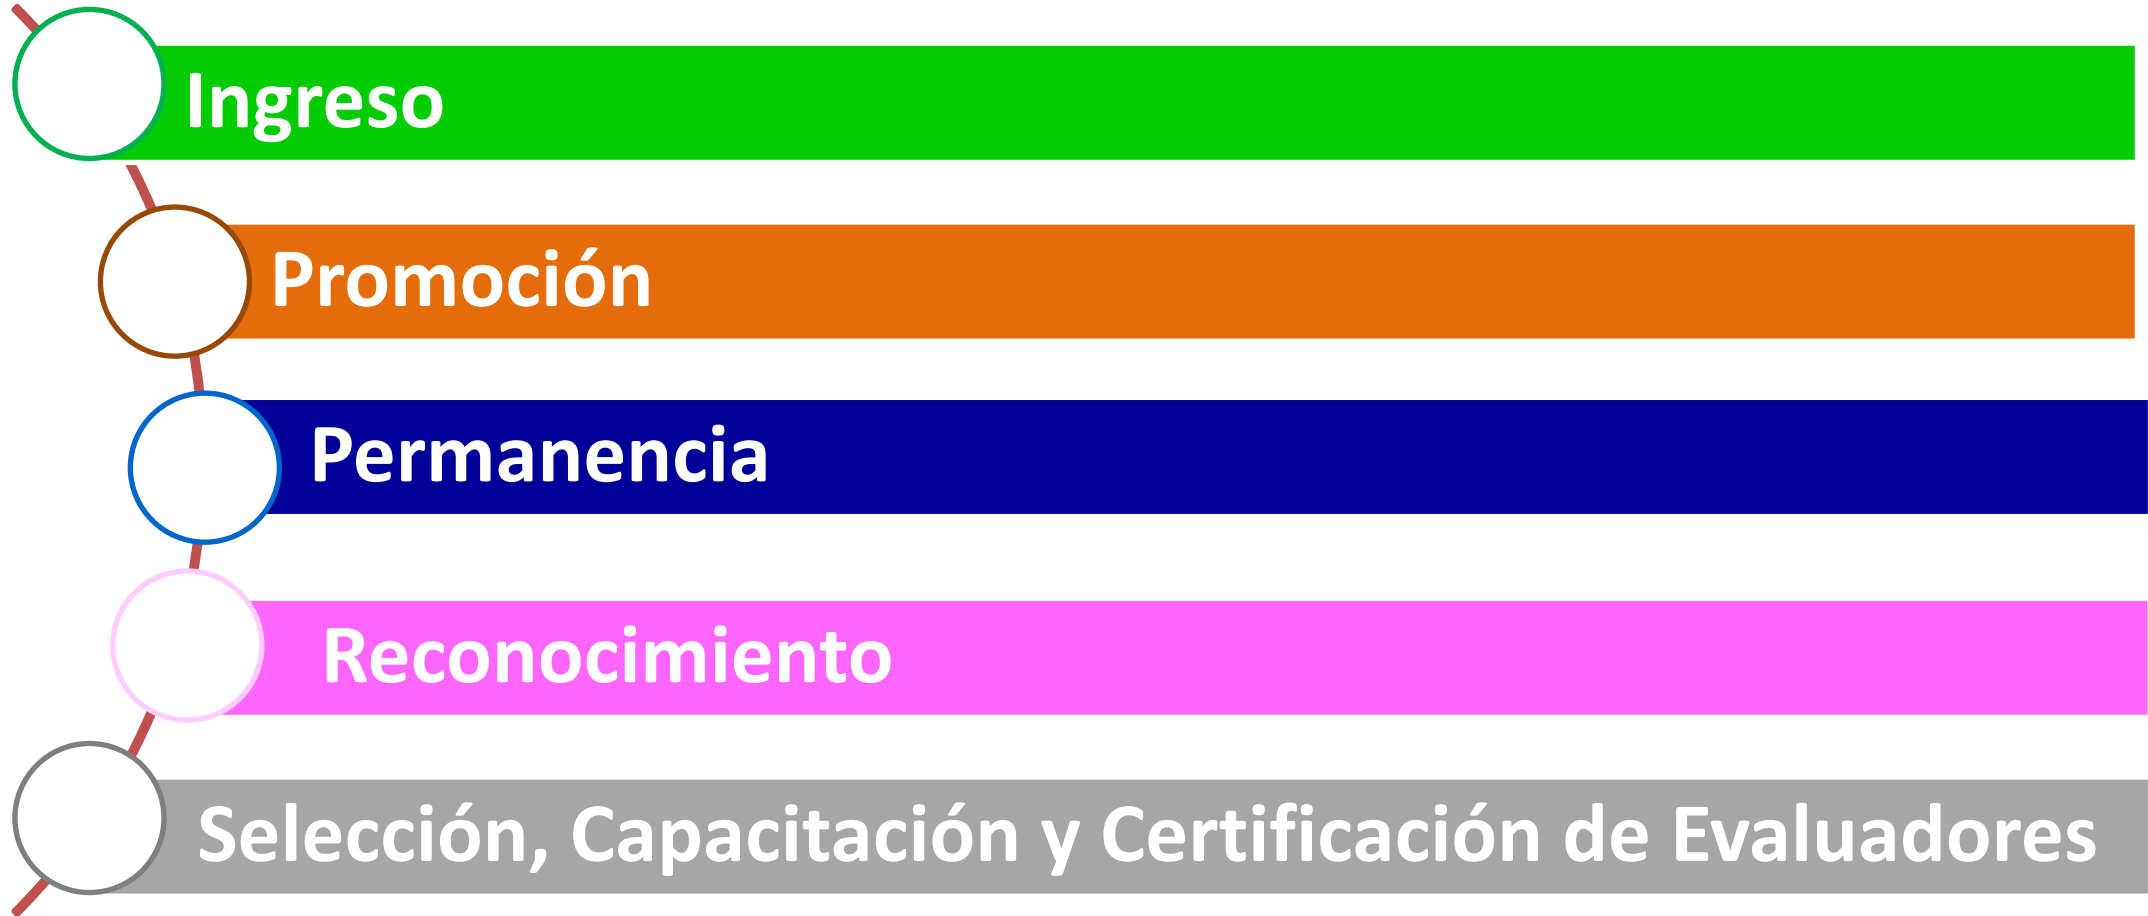 Ingreso
Promoción
Permanencia
Reconocimiento
Selección, Capacitación y Certificación de Evaluadores